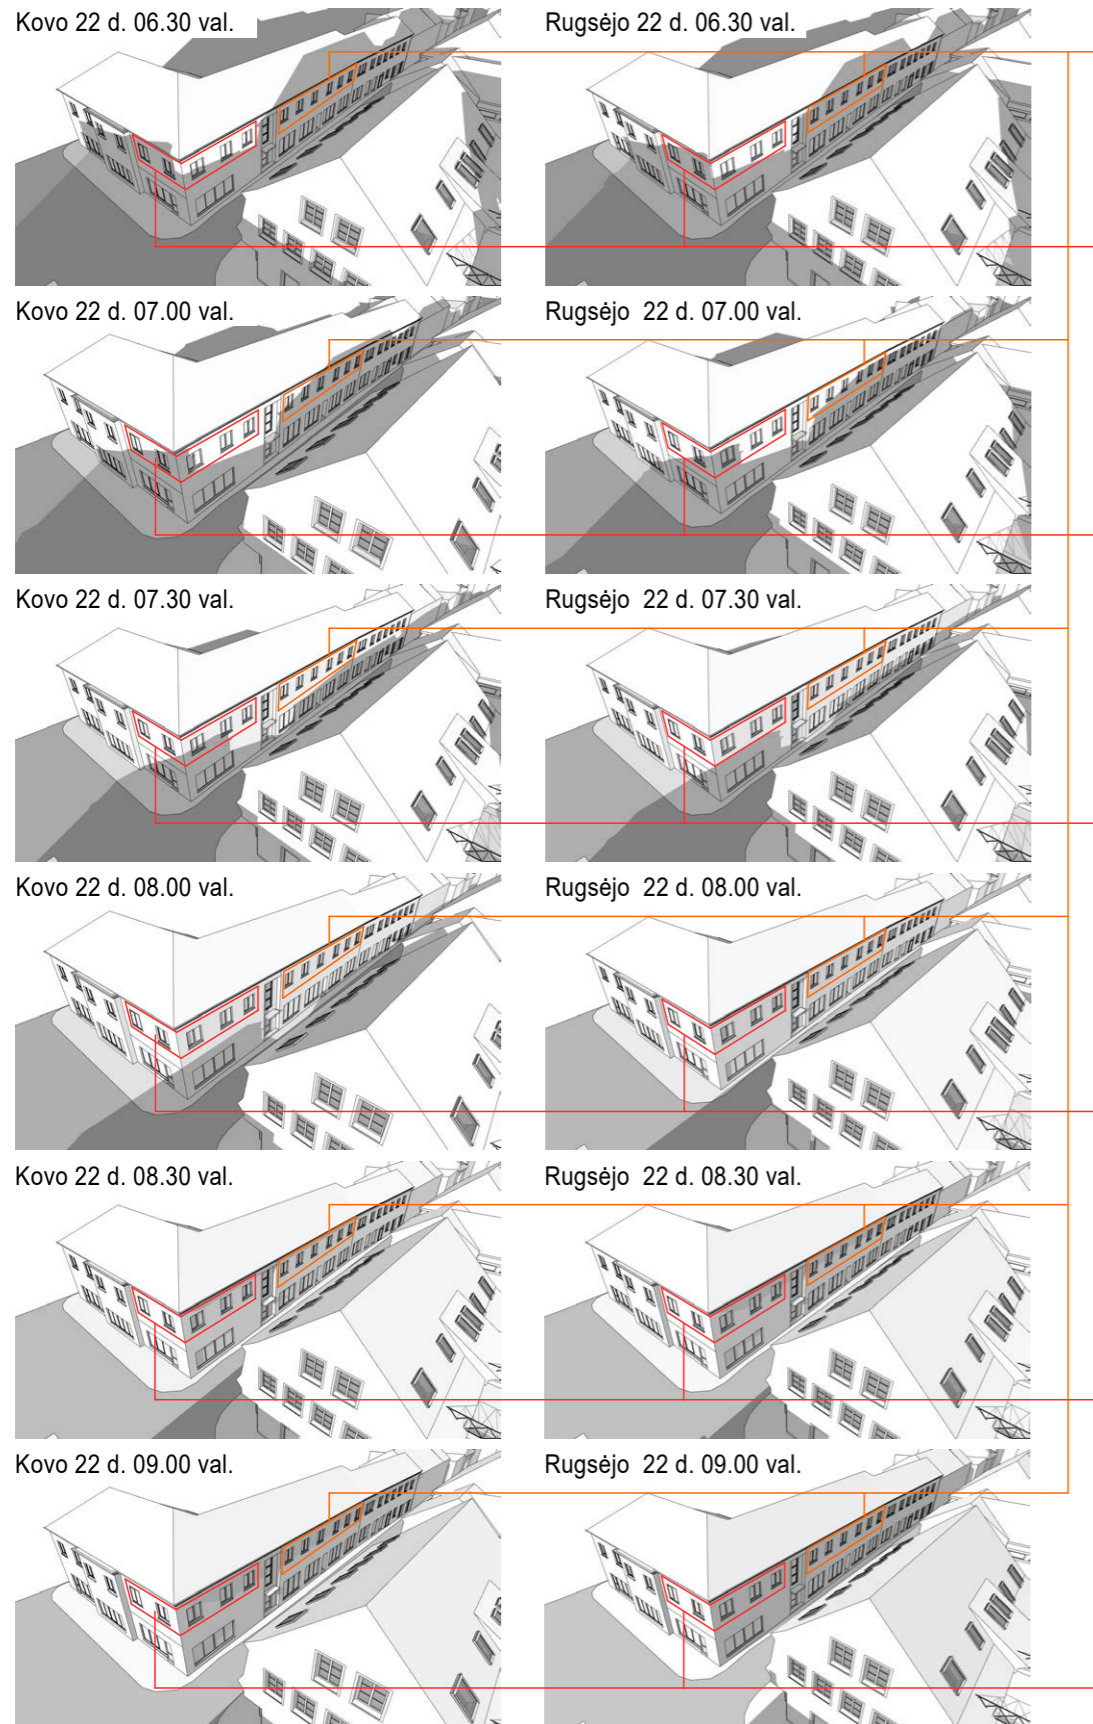 Kovo 22 d. 06.30 val.
Rugsėjo 22 d. 06.30 val.
Kovo 22 d. 07.00 val.
Rugsėjo 22 d. 07.00 val.
Kovo 22 d. 07.30 val.
Rugsėjo 22 d. 07.30 val.
Kovo 22 d. 08.00 val.
Rugsėjo 22 d. 08.00 val.
Kovo 22 d. 08.30 val.
Rugsėjo 22 d. 08.30 val.
Kovo 22 d. 09.00 val.
Rugsėjo 22 d. 09.00 val.